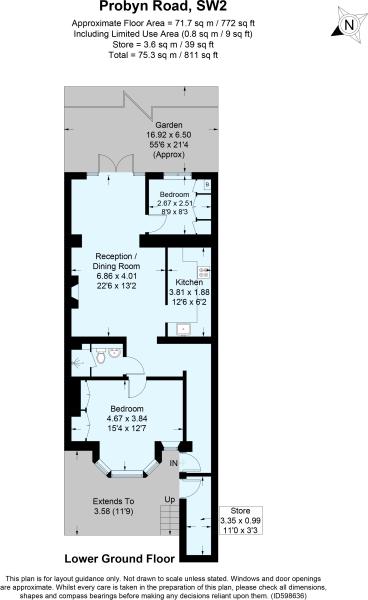 Probyn Road, SW2
Approximate Floor Area = 71.7 sq m / 772 sq ft
Including Limited Use Area (0.8 sq m / 9 sq ft)
Store = 3.6 sq m / 39 sq ft
Total = 75.3 sq m / 811 sq ft
N
Garden
16.92 x 6.50
55'6 x 21'4
(Approx)
B
Bedroom
2.67 x 2.51
8'9 x 8'3
Reception /
Dining Room
6.86 x 4.01
22'6 x 13'2
Kitchen
3.81 x 1.88
12'6 x 6'2
Bedroom
4.67 x 3.84
15'4 x 12'7
IN
Extends To
3.58 (11'9)
Up
Store
3.35 x 0.99
11'0 x 3'3
Lower Ground Floor
This plan is for layout guidance only. Not drawn to scale unless stated. Windows and door openings
are approximate. Whilst every care is taken in the preparation of this plan, please check all dimensions,
shapes and compass bearings before making any decisions reliant upon them. (ID598636)